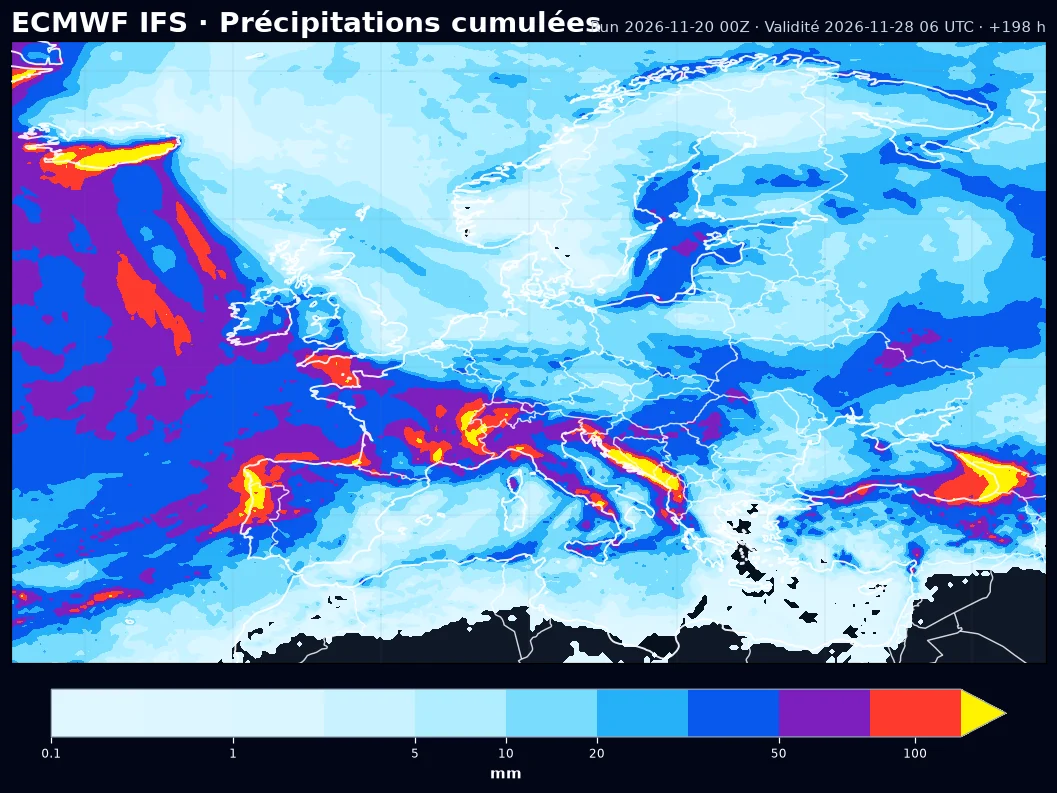 ECMWF IFS · Précipitations cumulées
Run 2026-11-20 00Z · Validité 2026-11-28 06 UTC · +198 h
0.1 1 5 10 20 50 100
mm